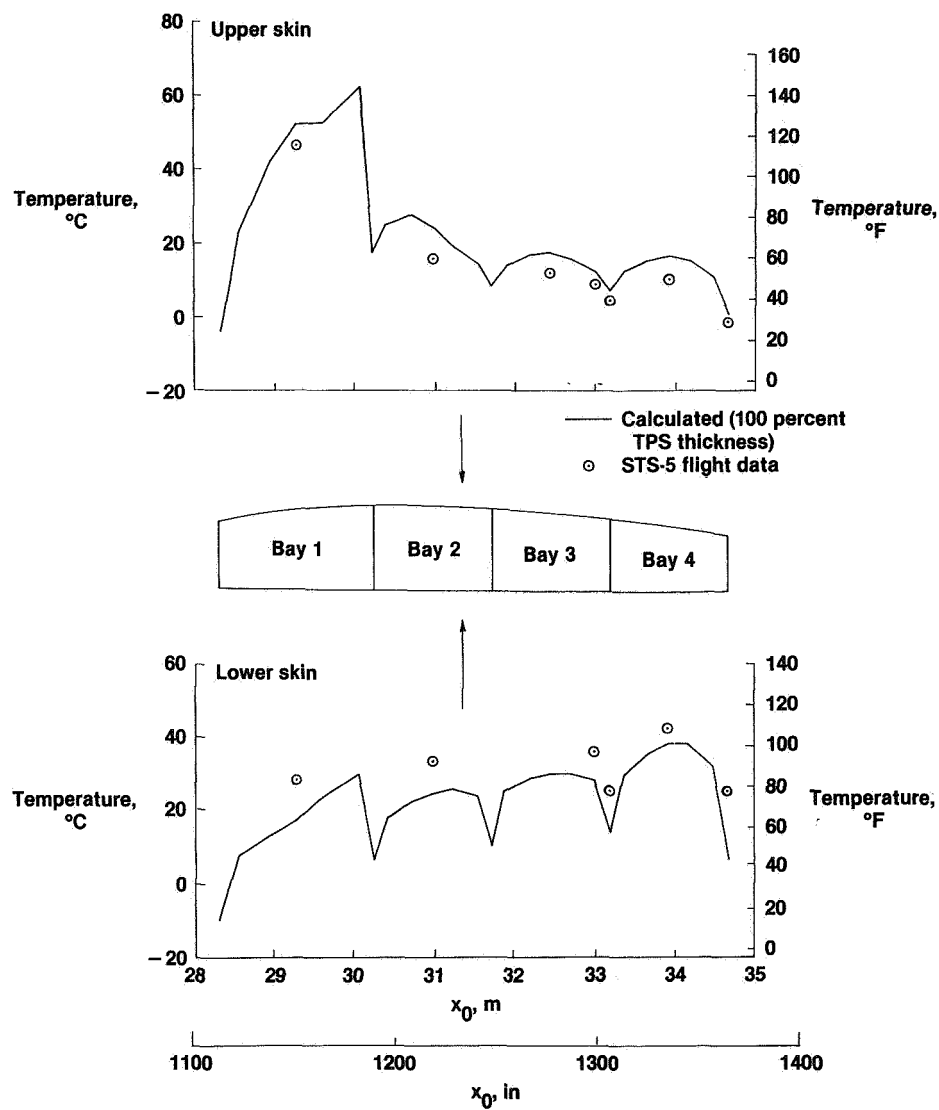 Upper skin
80
60
40
20
0
−20
Temperature,
°C
160
140
120
100
80
60
40
20
0
Temperature,
°F
Calculated (100 percent
TPS thickness)
STS-5 flight data
Bay 1
Bay 2
Bay 3
Bay 4
Lower skin
60
40
20
0
−20
Temperature,
°C
140
120
100
80
60
40
20
0
Temperature,
°F
28 29 30 31 32 33 34 35
x0, m
1100 1200 1300 1400
x0, in